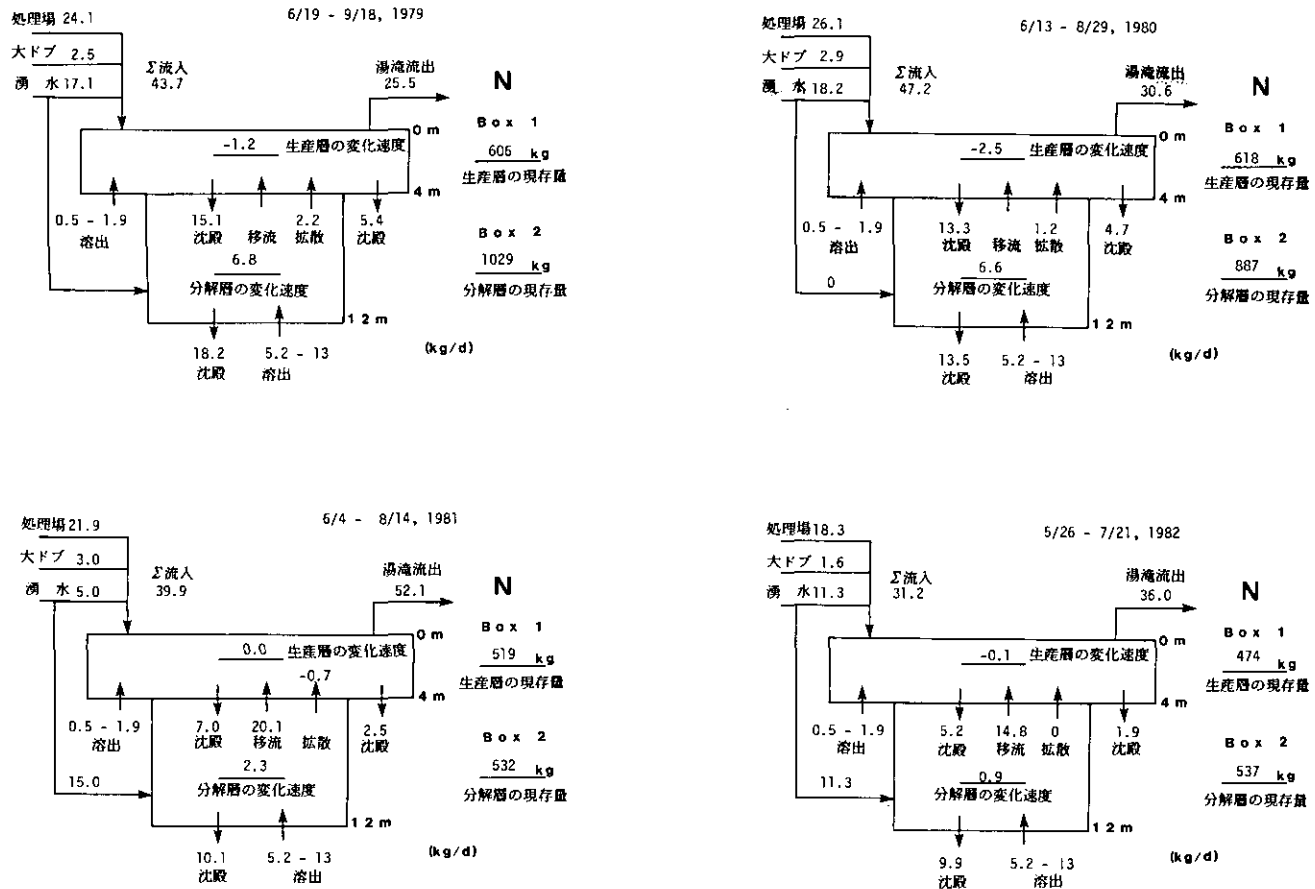 6/19 - 9/18, 1979
処理場 24.1
大ドブ 2.5
湧 水 17.1
Σ流入
43.7
湯滝流出
25.5
N
0 m
-1.2 生産層の変化速度
4 m
Box 1
606 kg
生産層の現存量
0.5 - 1.9
溶出
15.1
沈殿
移流
2.2
拡散
5.4
沈殿
6.8
分解層の変化速度
Box 2
1029 kg
分解層の現存量
12 m
18.2
沈殿
5.2 - 13
溶出
(kg/d)
6/13 - 8/29, 1980
処理場 26.1
大ドブ 2.9
湧 水 18.2
Σ流入
47.2
湯滝流出
30.6
N
0 m
-2.5 生産層の変化速度
4 m
Box 1
618 kg
生産層の現存量
0.5 - 1.9
溶出
13.3
沈殿
移流
1.2
拡散
4.7
沈殿
6.6
分解層の変化速度
0
Box 2
887 kg
分解層の現存量
12 m
13.5
沈殿
5.2 - 13
溶出
(kg/d)
6/4 - 8/14, 1981
処理場 21.9
大ドブ 3.0
湧 水 5.0
Σ流入
39.9
湯滝流出
52.1
N
0 m
0.0 生産層の変化速度
-0.7
4 m
Box 1
519 kg
生産層の現存量
0.5 - 1.9
溶出
7.0
沈殿
20.1
移流
拡散
2.5
沈殿
2.3
分解層の変化速度
15.0
Box 2
532 kg
分解層の現存量
12 m
10.1
沈殿
5.2 - 13
溶出
(kg/d)
5/26 - 7/21, 1982
処理場 18.3
大ドブ 1.6
湧 水 11.3
Σ流入
31.2
湯滝流出
36.0
N
0 m
-0.1 生産層の変化速度
4 m
Box 1
474 kg
生産層の現存量
0.5 - 1.9
溶出
5.2
沈殿
14.8
移流
0
拡散
1.9
沈殿
0.9
分解層の変化速度
11.3
Box 2
537 kg
分解層の現存量
12 m
9.9
沈殿
5.2 - 13
溶出
(kg/d)